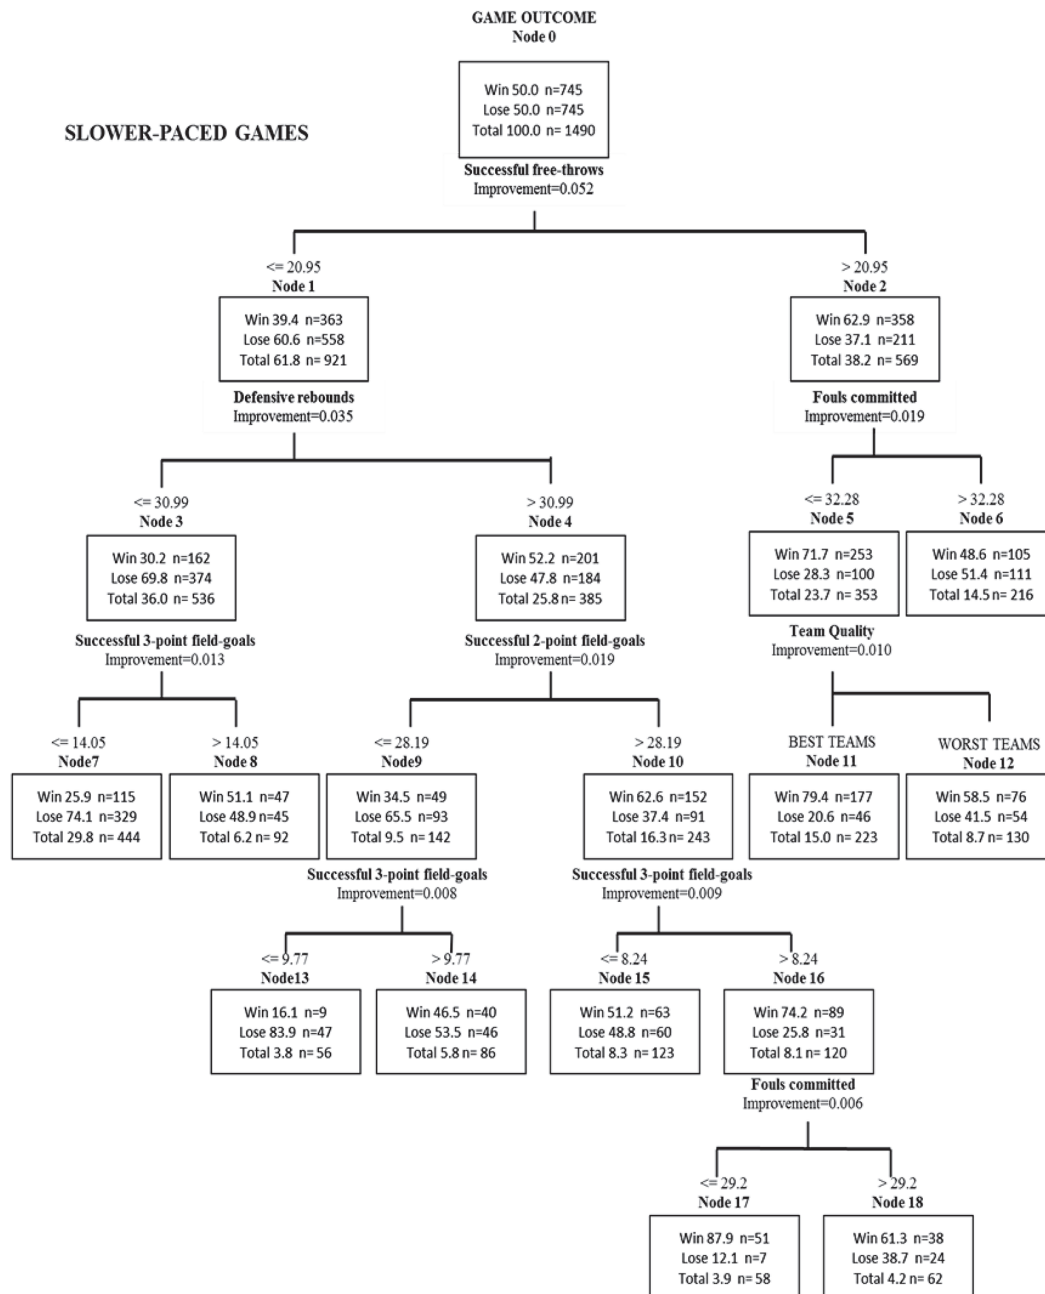 GAME OUTCOME
Node 0
Win 50.0 n=745
Lose 50.0 n=745
Total 100.0 n= 1490
SLOWER-PACED GAMES
Successful free-throws
Improvement=0.052
<= 20.95
Node 1
Win 39.4 n=363
Lose 60.6 n=558
Total 61.8 n= 921
Defensive rebounds
Improvement=0.035
> 20.95
Node 2
Win 62.9 n=358
Lose 37.1 n=211
Total 38.2 n= 569
Fouls committed
Improvement=0.019
<= 30.99
Node 3
Win 30.2 n=162
Lose 69.8 n=374
Total 36.0 n= 536
Successful 3-point field-goals
Improvement=0.013
> 30.99
Node 4
Win 52.2 n=201
Lose 47.8 n=184
Total 25.8 n= 385
Successful 2-point field-goals
Improvement=0.019
<= 32.28
Node 5
Win 71.7 n=253
Lose 28.3 n=100
Total 23.7 n= 353
Team Quality
Improvement=0.010
> 32.28
Node 6
Win 48.6 n=105
Lose 51.4 n=111
Total 14.5 n= 216
<= 14.05
Node7
Win 25.9 n=115
Lose 74.1 n=329
Total 29.8 n= 444
> 14.05
Node 8
Win 51.1 n=47
Lose 48.9 n=45
Total 6.2 n= 92
<= 28.19
Node9
Win 34.5 n=49
Lose 65.5 n=93
Total 9.5 n= 142
Successful 3-point field-goals
Improvement=0.008
> 28.19
Node 10
Win 62.6 n=152
Lose 37.4 n=91
Total 16.3 n= 243
Successful 3-point field-goals
Improvement=0.009
BEST TEAMS
Node 11
Win 79.4 n=177
Lose 20.6 n=46
Total 15.0 n= 223
WORST TEAMS
Node 12
Win 58.5 n=76
Lose 41.5 n=54
Total 8.7 n= 130
<= 9.77
Node13
Win 16.1 n=9
Lose 83.9 n=47
Total 3.8 n= 56
> 9.77
Node 14
Win 46.5 n=40
Lose 53.5 n=46
Total 5.8 n= 86
<= 8.24
Node 15
Win 51.2 n=63
Lose 48.8 n=60
Total 8.3 n= 123
> 8.24
Node 16
Win 74.2 n=89
Lose 25.8 n=31
Total 8.1 n= 120
Fouls committed
Improvement=0.006
<= 29.2
Node 17
Win 87.9 n=51
Lose 12.1 n=7
Total 3.9 n= 58
> 29.2
Node 18
Win 61.3 n=38
Lose 38.7 n=24
Total 4.2 n= 62